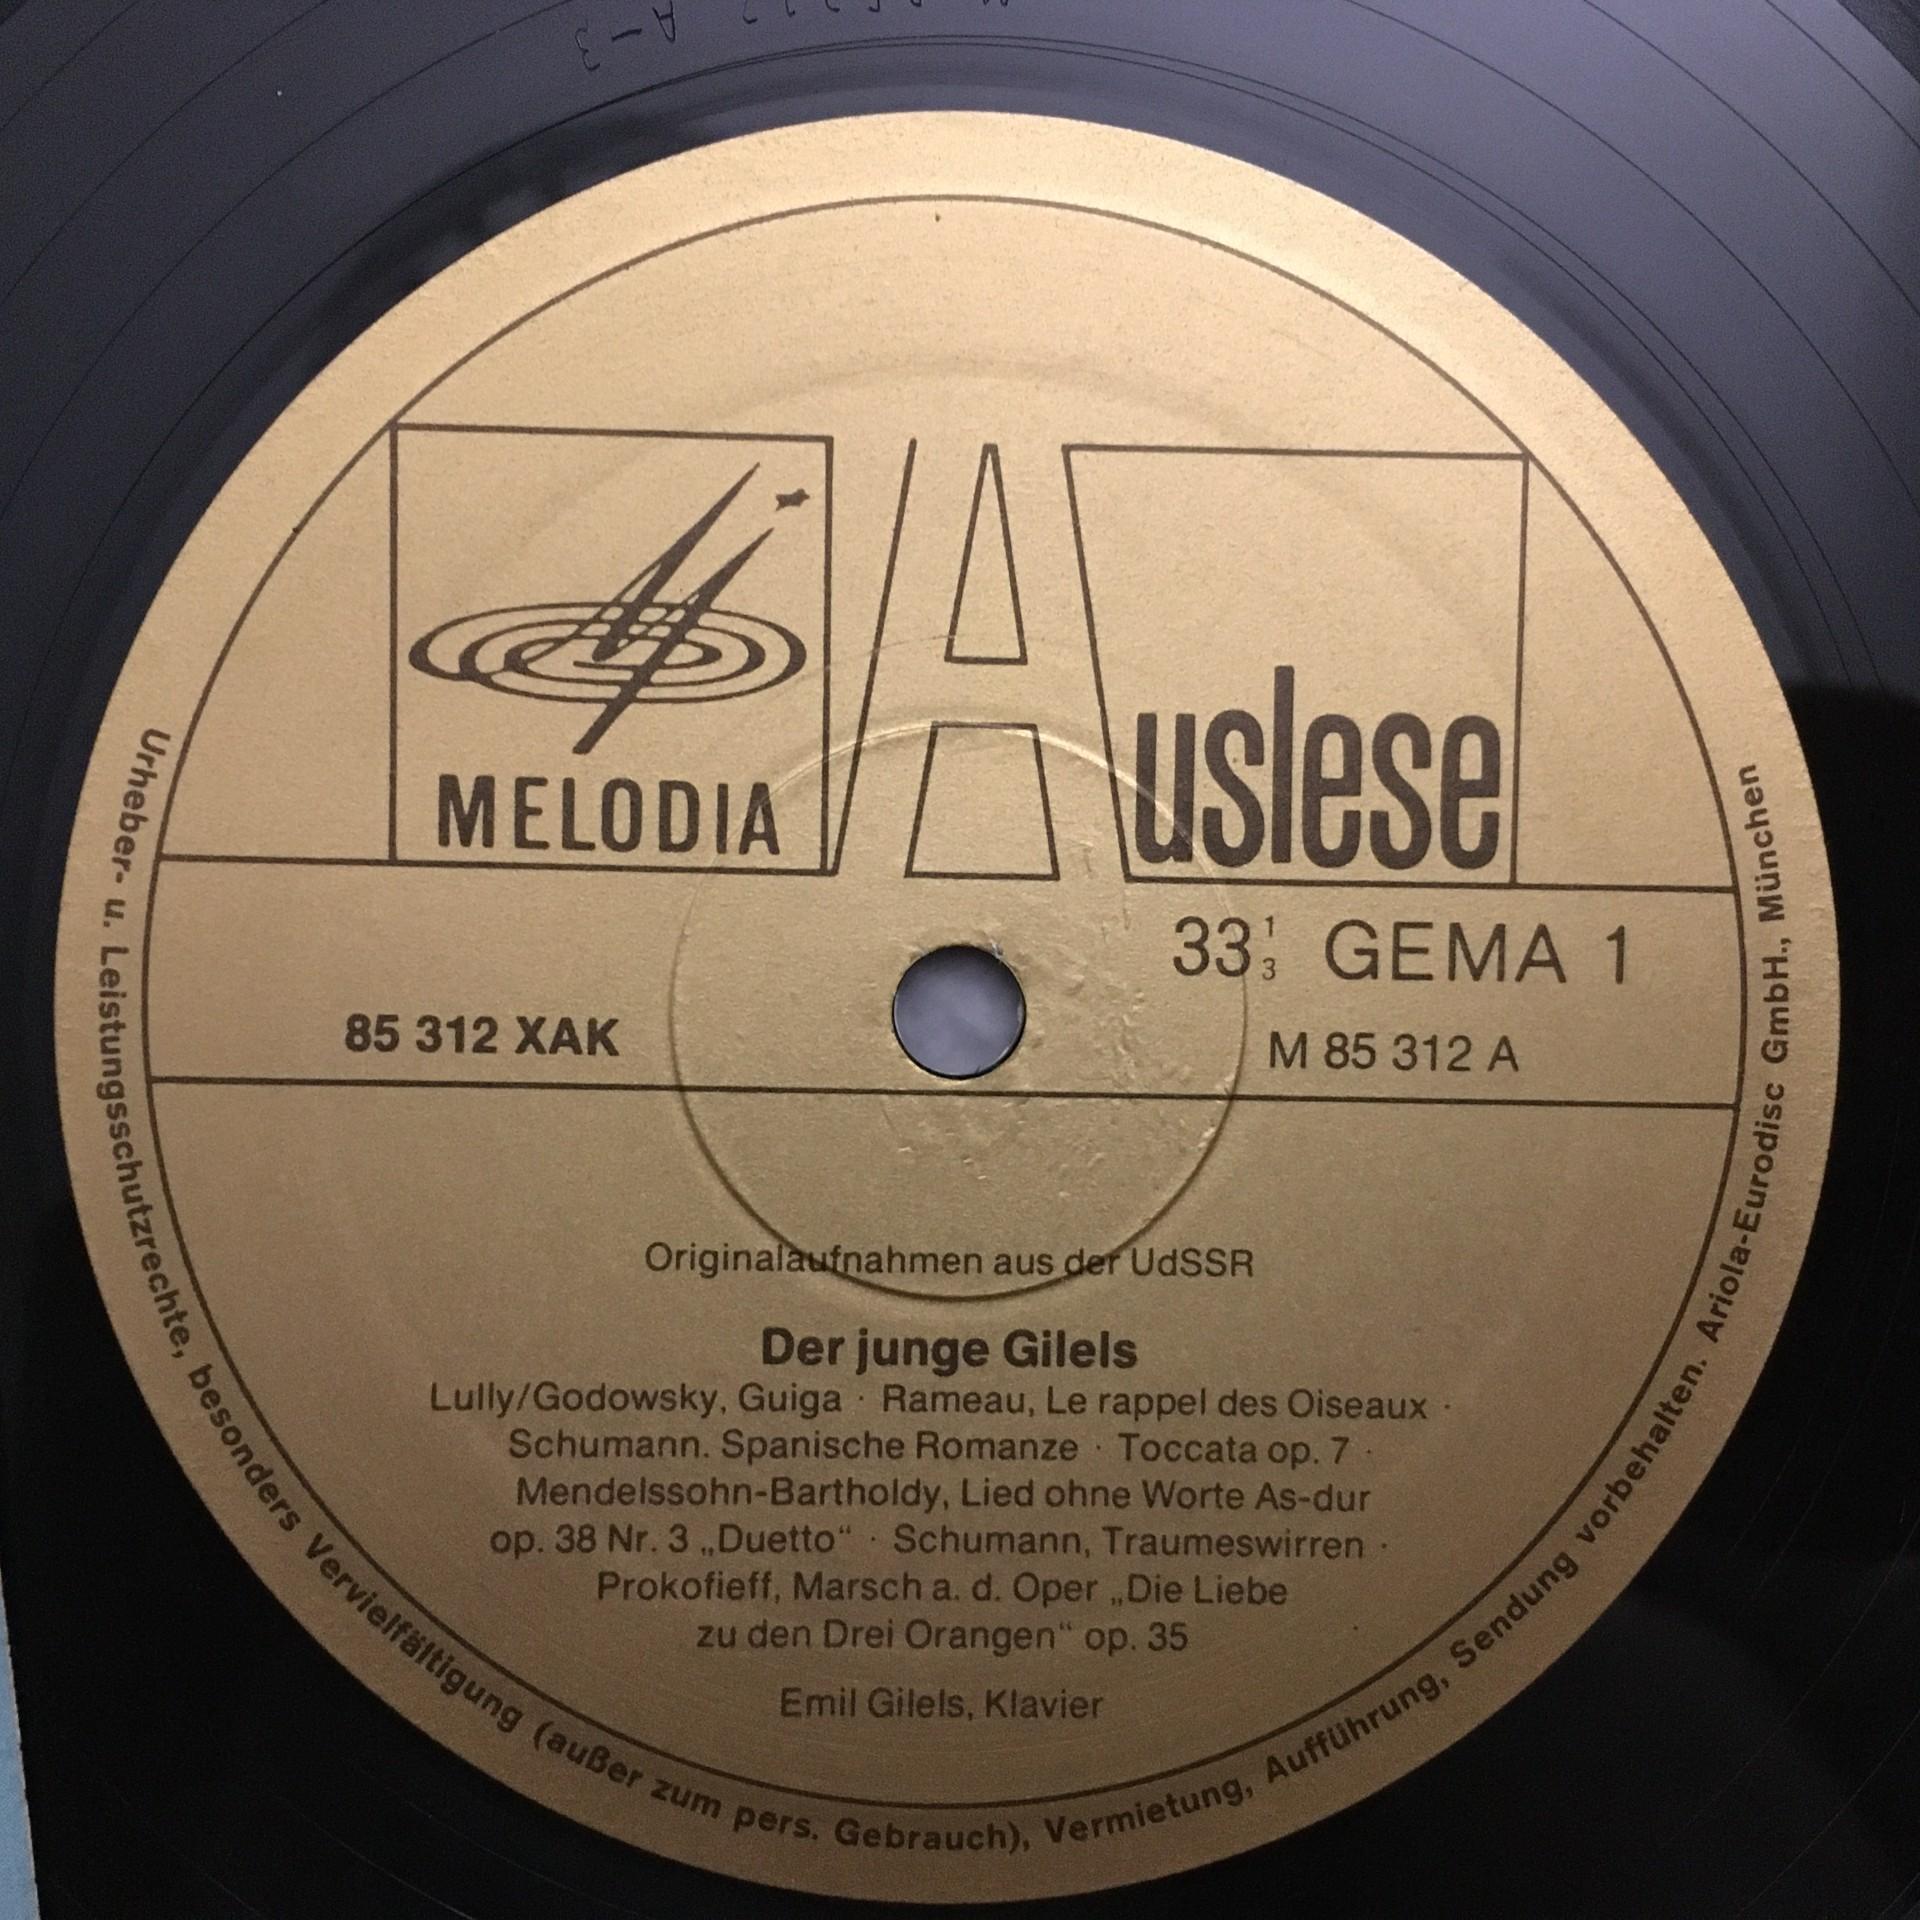 MELODIA
Auslese
33 1/3 GEMA 1
85 312 XAK
M 85 312 A
Originalaufnahmen aus der UdSSR
Der junge Gilels
Lully/Godowsky, Guiga · Rameau, Le rappel des Oiseaux ·
Schumann. Spanische Romanze · Toccata op. 7 ·
Mendelssohn-Bartholdy, Lied ohne Worte As-dur
op. 38 Nr. 3 „Duetto“ · Schumann, Traumeswirren ·
Prokofieff, Marsch a. d. Oper „Die Liebe
zu den Drei Orangen“ op. 35
Emil Gilels, Klavier
Urheber- u. Leistungsschutzrechte, besonders Vervielfältigung (außer zum pers. Gebrauch), Vermietung, Aufführung, Sendung vorbehalten. Ariola-Eurodisc GmbH., München
A-3